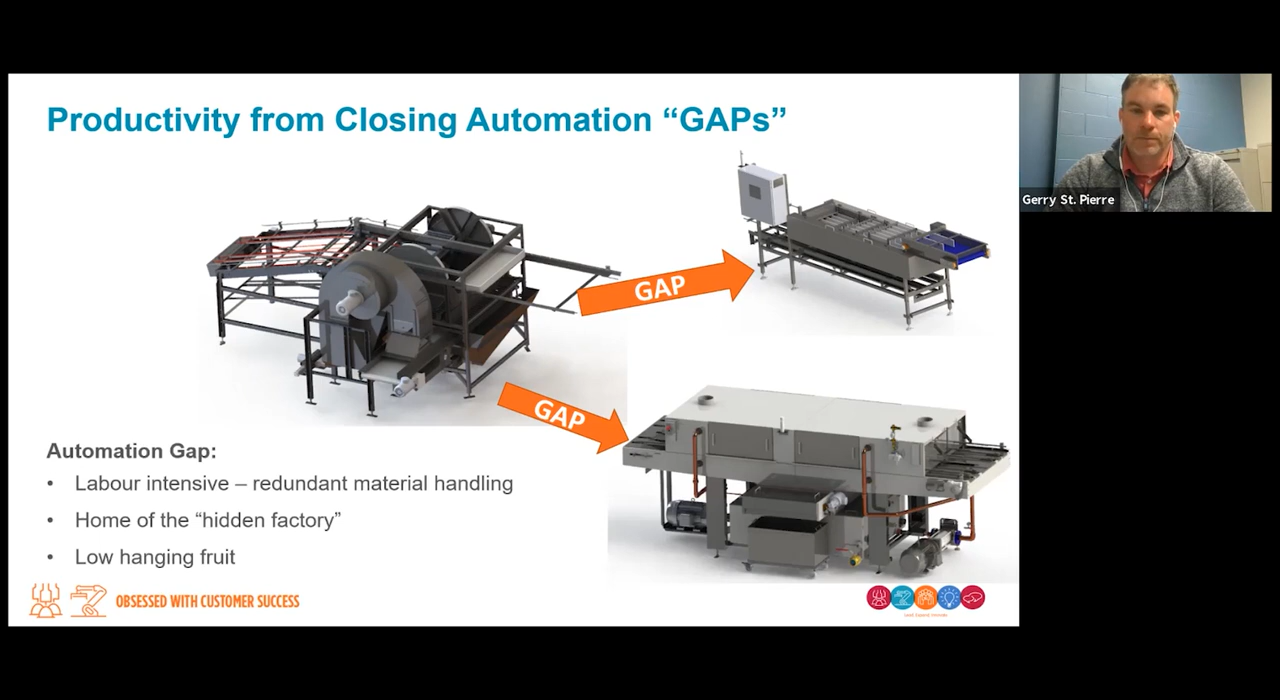 Productivity from Closing Automation “GAPs”
Gerry St. Pierre
GAP
GAP
Automation Gap:
• Labour intensive – redundant material handling
• Home of the “hidden factory”
• Low hanging fruit
OBSESSED WITH CUSTOMER SUCCESS